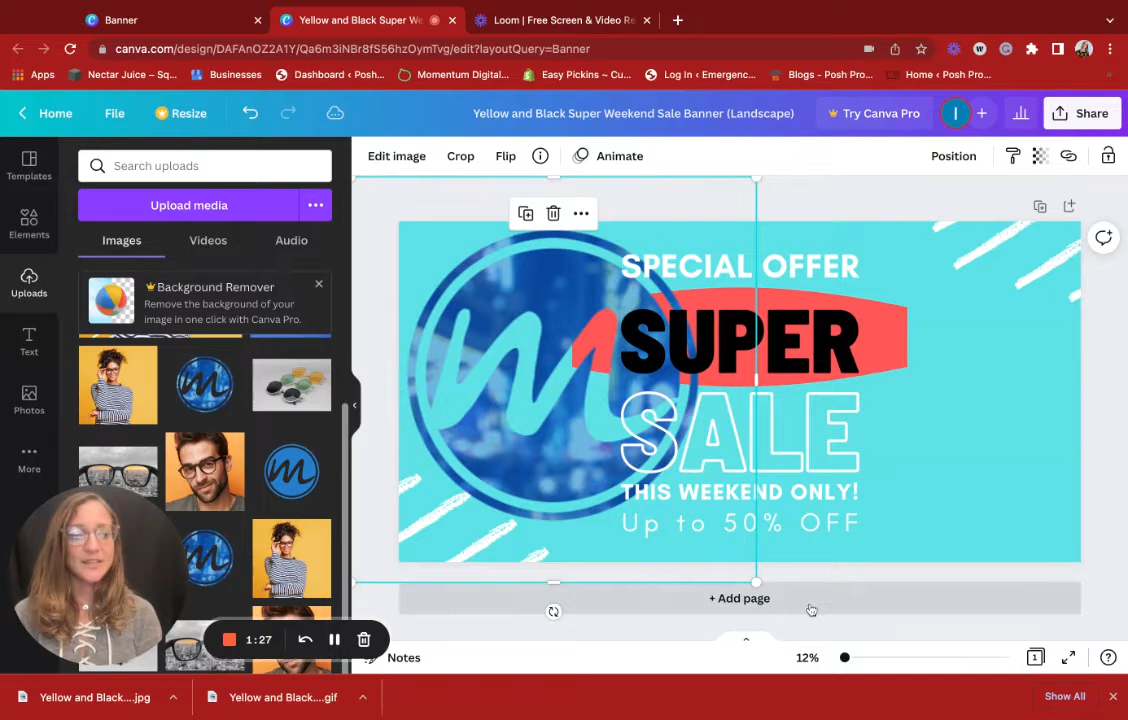 Banner
Yellow and Black Super We
Loom | Free Screen & Video Re
canva.com/design/DAFAnOZ2A1Y/Qa6m3iNBr8fS56hzOymTvg/edit?layoutQuery=Banner
Apps
Nectar Juice – Sq...
Businesses
Dashboard ‹ Posh...
Momentum Digital...
Easy Pickins ~ Cu...
Log In ‹ Emergenc...
Blogs - Posh Pro...
Home ‹ Posh Pro...
Home
File
Resize
Yellow and Black Super Weekend Sale Banner (Landscape)
Try Canva Pro
I
Share
Templates
Elements
Uploads
Text
Photos
More
Search uploads
Upload media
Images
Videos
Audio
Background Remover
Remove the background of your
image in one click with Canva Pro.
Edit image
Crop
Flip
Animate
Position
m
SPECIAL OFFER
SUPER
SALE
THIS WEEKEND ONLY!
Up to 50% OFF
+ Add page
1:27
Notes
12%
1
Yellow and Black....jpg
Yellow and Black....gif
Show All